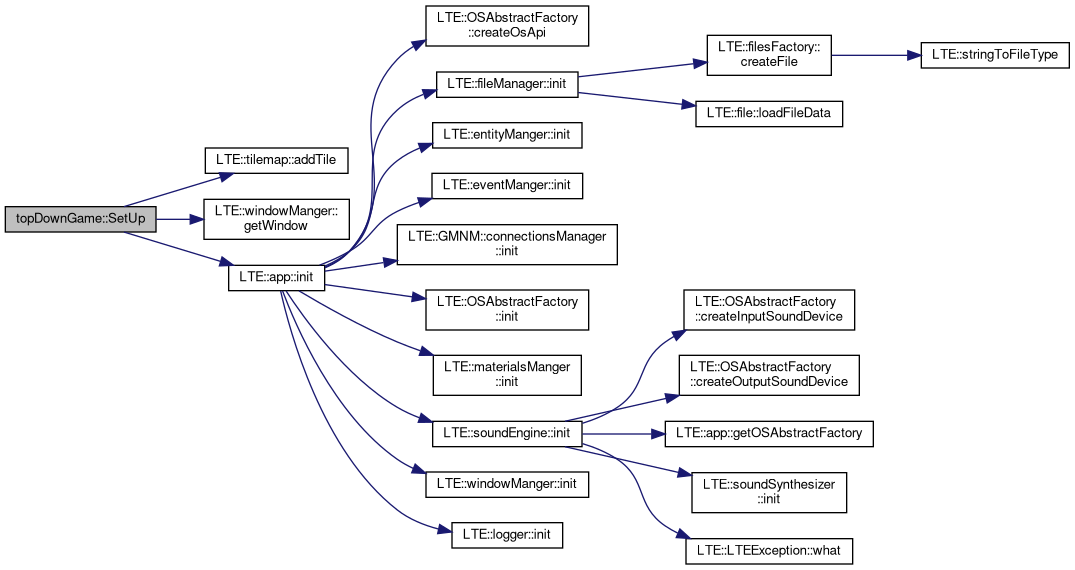 topDownGame::SetUp
LTE::tilemap::addTile
LTE::windowManger::
getWindow
LTE::app::init
LTE::OSAbstractFactory
::createOsApi
LTE::fileManager::init
LTE::filesFactory::
createFile
LTE::stringToFileType
LTE::file::loadFileData
LTE::entityManger::init
LTE::eventManger::init
LTE::GMNM::connectionsManager
::init
LTE::OSAbstractFactory
::init
LTE::materialsManger
::init
LTE::soundEngine::init
LTE::OSAbstractFactory
::createInputSoundDevice
LTE::OSAbstractFactory
::createOutputSoundDevice
LTE::app::getOSAbstractFactory
LTE::soundSynthesizer
::init
LTE::LTEException::what
LTE::windowManger::init
LTE::logger::init